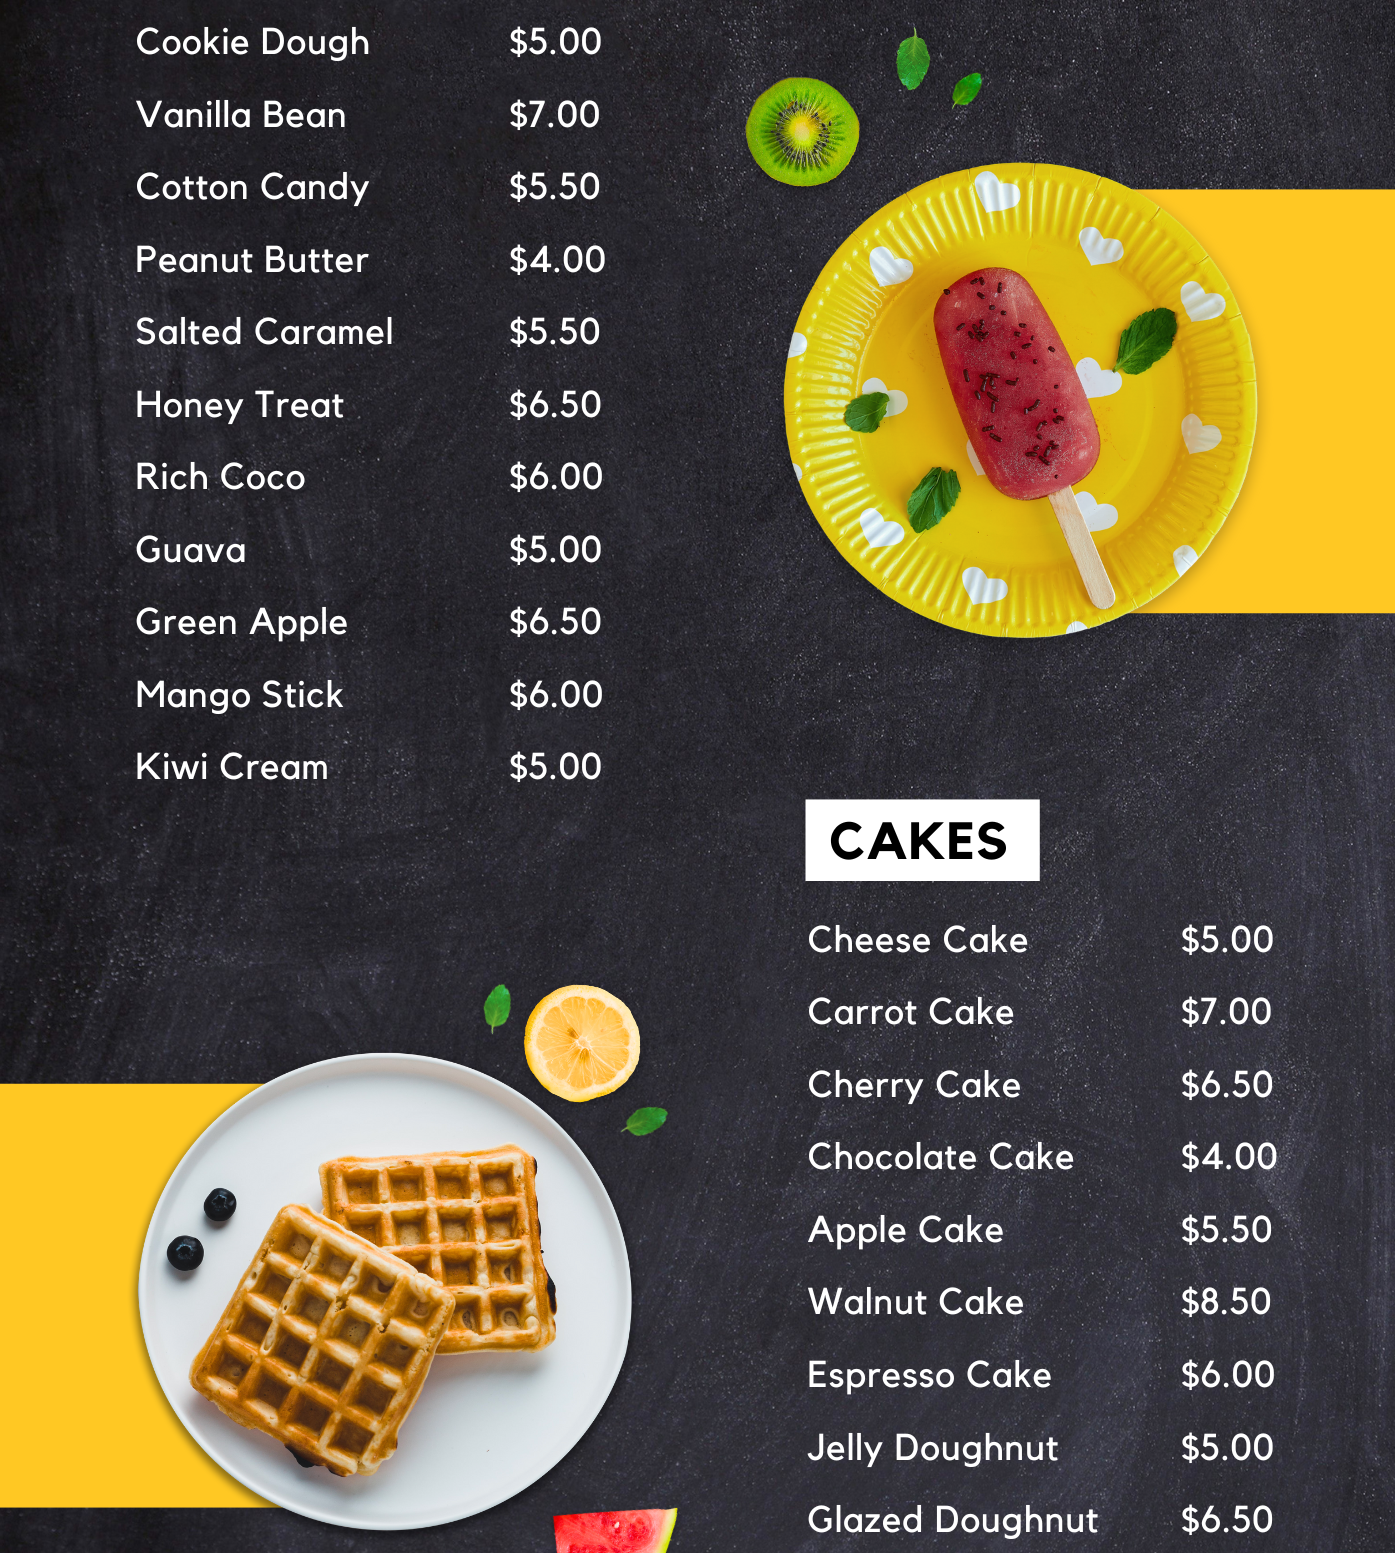 Cookie Dough $5.00
Vanilla Bean $7.00
Cotton Candy $5.50
Peanut Butter $4.00
Salted Caramel $5.50
Honey Treat $6.50
Rich Coco $6.00
Guava $5.00
Green Apple $6.50
Mango Stick $6.00
Kiwi Cream $5.00
CAKES
Cheese Cake $5.00
Carrot Cake $7.00
Cherry Cake $6.50
Chocolate Cake $4.00
Apple Cake $5.50
Walnut Cake $8.50
Espresso Cake $6.00
Jelly Doughnut $5.00
Glazed Doughnut $6.50